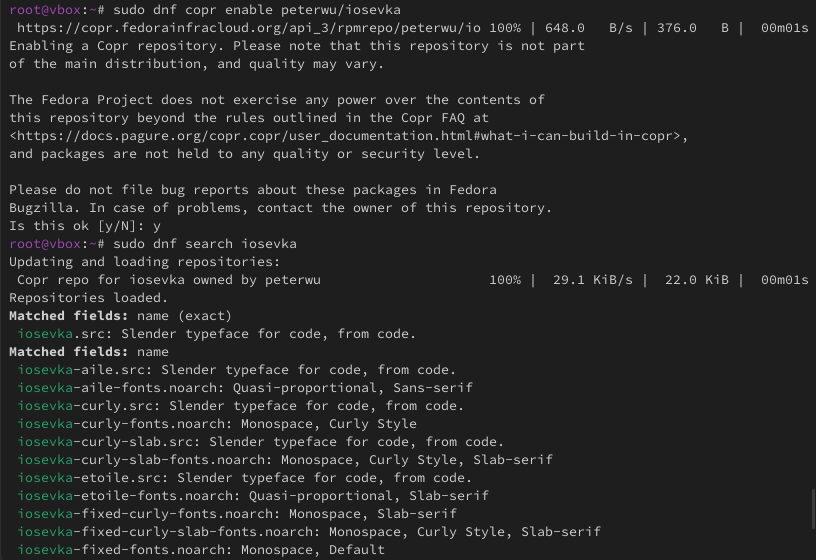 root@vbox:~# sudo dnf copr enable peterwu/iosevka
https://copr.fedorainfracloud.org/api_3/rpmrepo/peterwu/io 100% | 648.0   B/s | 376.0   B |  00m01s
Enabling a Copr repository. Please note that this repository is not part
of the main distribution, and quality may vary.

The Fedora Project does not exercise any power over the contents of
this repository beyond the rules outlined in the Copr FAQ at
<https://docs.pagure.org/copr.copr/user_documentation.html#what-i-can-build-in-copr>,
and packages are not held to any quality or security level.

Please do not file bug reports about these packages in Fedora
Bugzilla. In case of problems, contact the owner of this repository.
Is this ok [y/N]: y
root@vbox:~# sudo dnf search iosevka
Updating and loading repositories:
 Copr repo for iosevka owned by peterwu                     100% |  29.1 KiB/s |  22.0 KiB |  00m01s
Repositories loaded.
Matched fields: name (exact)
 iosevka.src: Slender typeface for code, from code.
Matched fields: name
 iosevka-aile.src: Slender typeface for code, from code.
 iosevka-aile-fonts.noarch: Quasi-proportional, Sans-serif
 iosevka-curly.src: Slender typeface for code, from code.
 iosevka-curly-fonts.noarch: Monospace, Curly Style
 iosevka-curly-slab.src: Slender typeface for code, from code.
 iosevka-curly-slab-fonts.noarch: Monospace, Curly Style, Slab-serif
 iosevka-etoile.src: Slender typeface for code, from code.
 iosevka-etoile-fonts.noarch: Quasi-proportional, Slab-serif
 iosevka-fixed-curly-fonts.noarch: Monospace, Slab-serif
 iosevka-fixed-curly-slab-fonts.noarch: Monospace, Curly Style, Slab-serif
 iosevka-fixed-fonts.noarch: Monospace, Default